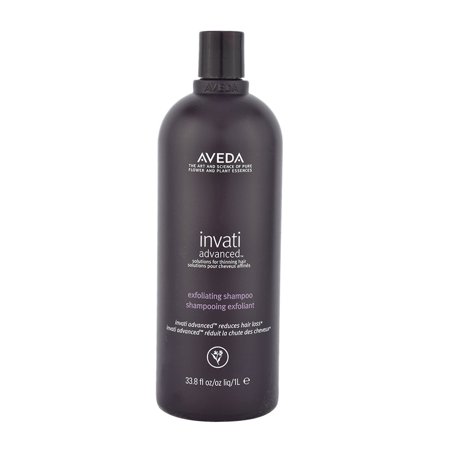 AVEDA
AVEDA
THE ART AND SCIENCE OF PURE
FLOWER AND PLANT ESSENCES
invati
advanced™
solutions for thinning hair
solutions pour cheveux affinés
exfoliating shampoo
shampooing exfoliant
invati advanced™ reduces hair loss*
invati advanced™ réduit la chute des cheveux*
33.8 fl oz/oz liq/1L ℮